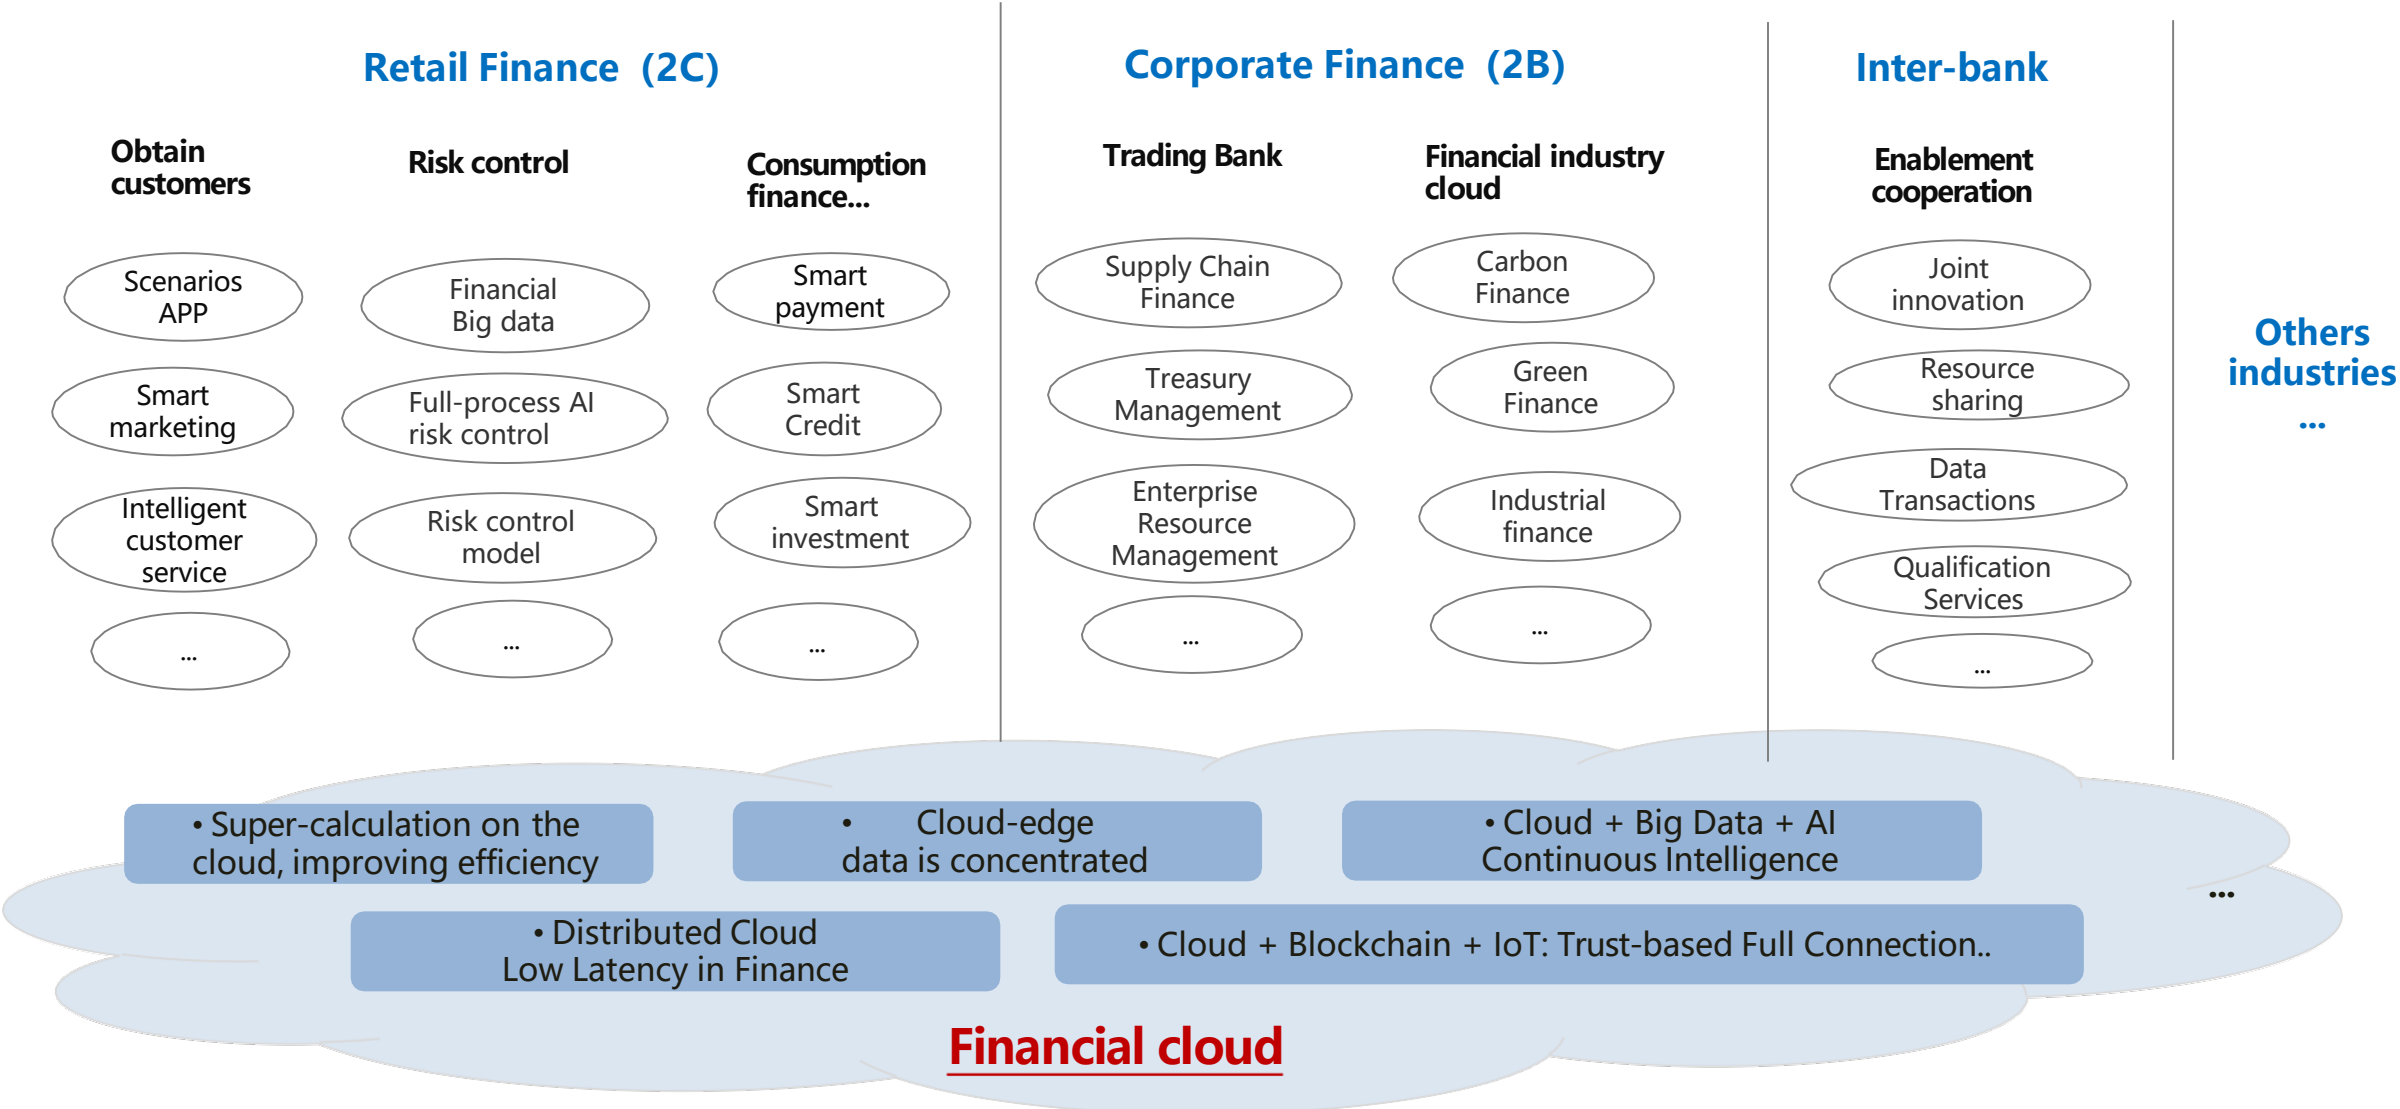 Retail Finance (2C)
Corporate Finance (2B)
Inter-bank
Obtain
customers
Risk control
Consumption
finance...
Trading Bank
Financial industry
cloud
Enablement
cooperation
Scenarios
APP
Smart
marketing
Intelligent
customer
service
...
Financial
Big data
Full-process AI
risk control
Risk control
model
...
Smart
payment
Smart
Credit
Smart
investment
...
Supply Chain
Finance
Treasury
Management
Enterprise
Resource
Management
...
Carbon
Finance
Green
Finance
Industrial
finance
...
Joint
innovation
Resource
sharing
Data
Transactions
Qualification
Services
...
Others
industries
...
• Super-calculation on the
cloud, improving efficiency
• Cloud-edge
data is concentrated
• Cloud + Big Data + AI
Continuous Intelligence
...
• Distributed Cloud
Low Latency in Finance
• Cloud + Blockchain + IoT: Trust-based Full Connection..
Financial cloud